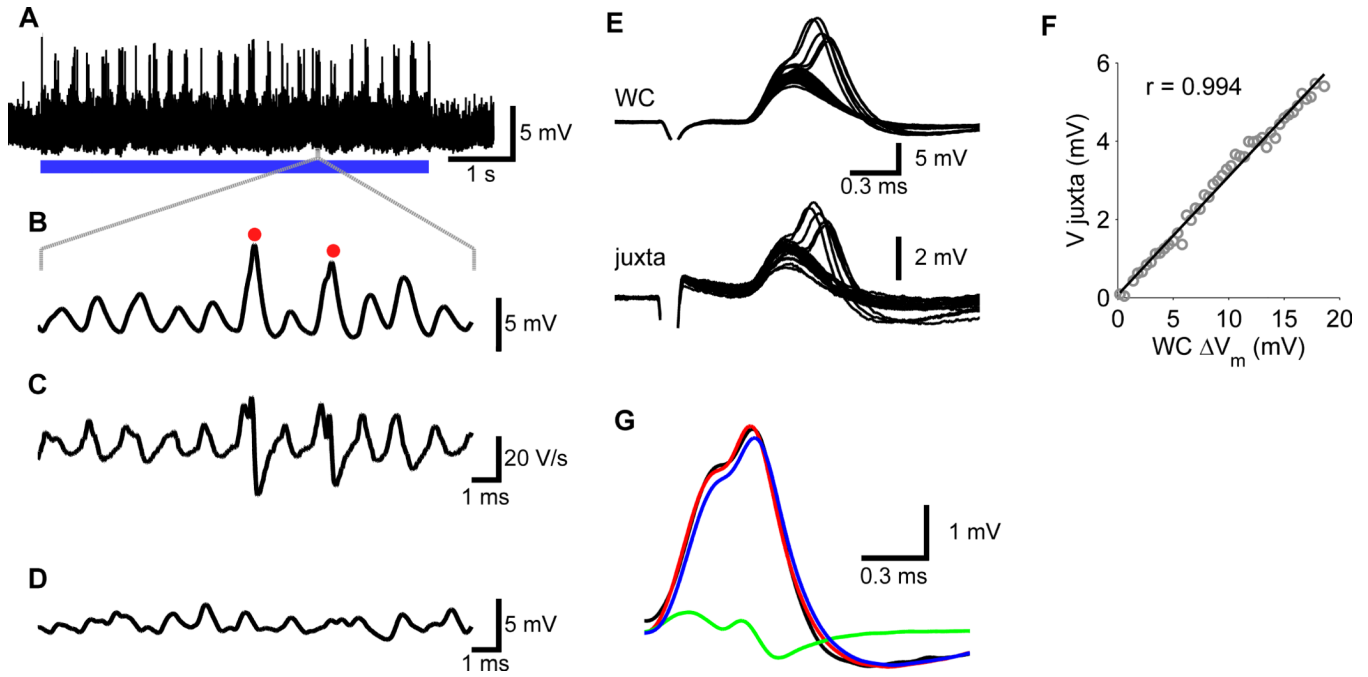 A
5 mV
1 s
B
5 mV
C
20 V/s
1 ms
D
5 mV
1 ms
E
WC
5 mV
0.3 ms
juxta
2 mV
F
r = 0.994
V juxta (mV)
6
4
2
0
0 5 10 15 20
WC ΔVm (mV)
G
1 mV
0.3 ms